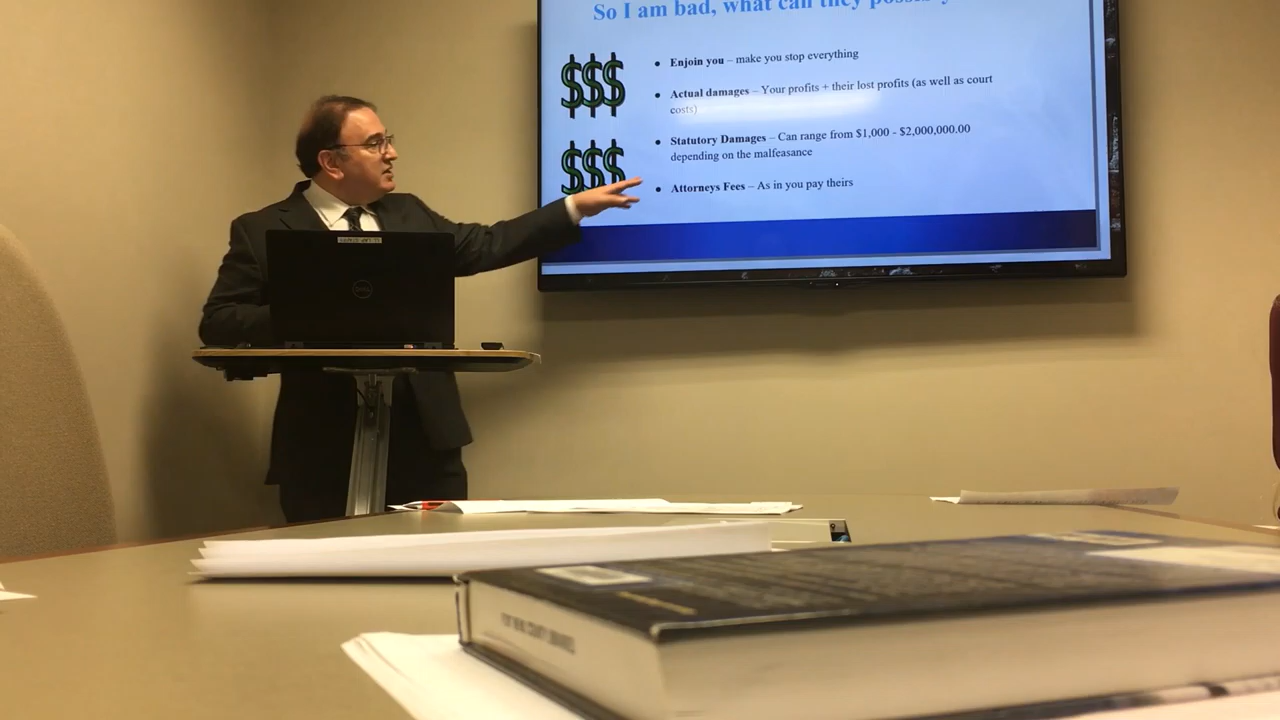 So I am bad, what can they possibly
$$$
Enjoin you – make you stop everything
Actual damages – Your profits + their lost profits (as well as court
costs)
$$$
Statutory Damages – Can range from $1,000 - $2,000,000.00
depending on the malfeasance
Attorneys Fees – As in you pay theirs
DELL